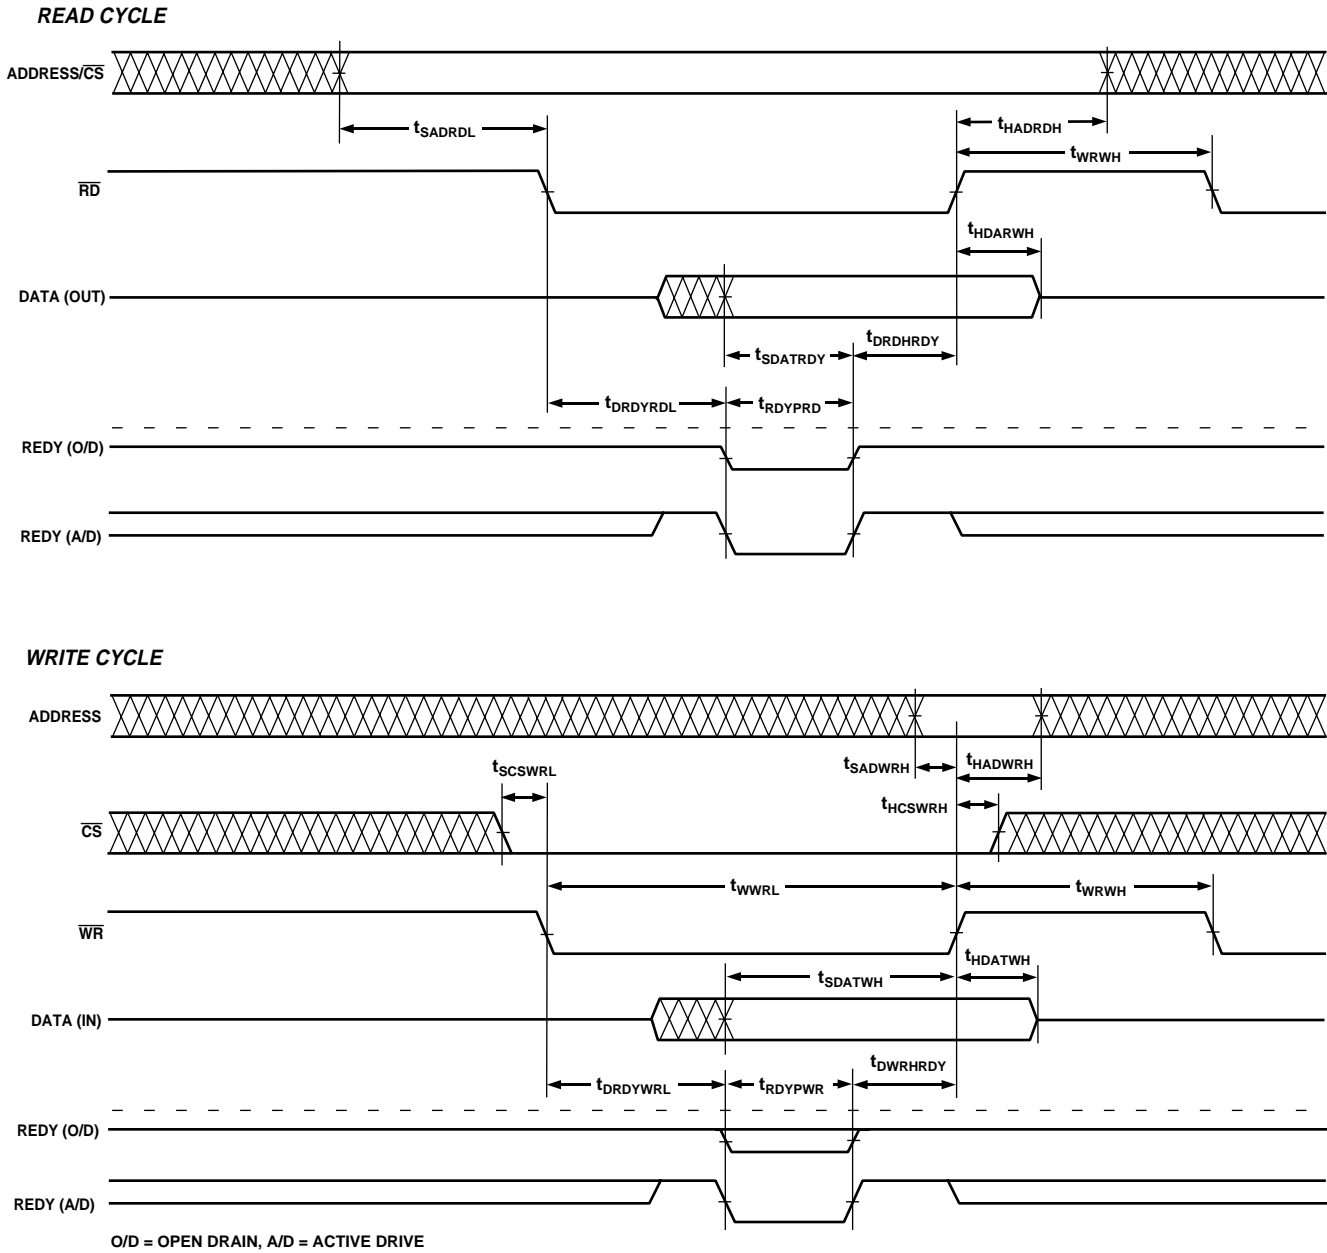 READ CYCLE
ADDRESS/CS
tSADRDL
tHADRDH
tWRWH
RD
tHDARWH
DATA (OUT)
tSDATRDY
tDRDHRDY
tDRDYRDL
tRDYPRD
REDY (O/D)
REDY (A/D)
WRITE CYCLE
ADDRESS
tSCSWRL
tSADWRH
tHADWRH
tHCSWRH
CS
tWWRL
tWRWH
WR
tSDATWH
tHDATWH
DATA (IN)
tDRDYWRL
tRDYPWR
tDWRHRDY
REDY (O/D)
REDY (A/D)
O/D = OPEN DRAIN, A/D = ACTIVE DRIVE